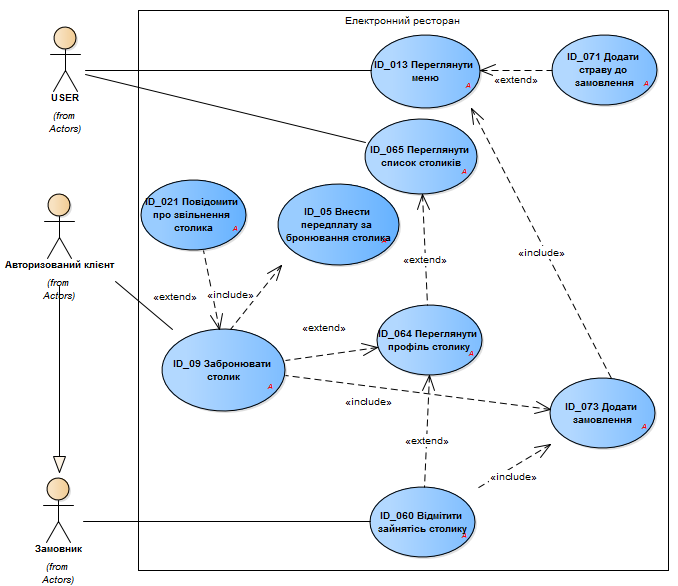 Електронний ресторан
USER
(from
Actors)
ID_013 Переглянути
меню
A
«extend»
ID_071 Додати
страву до
замовлення
A
ID_065 Переглянути
список столиків
A
Авторизований клієнт
(from
Actors)
ID_021 Повідомити
про звільнення
столика
A
ID_05 Внести
передплату за
бронювання столика
A
«include»
«extend»
«extend»
«include»
«extend»
ID_064 Переглянути
профіль столику
A
ID_09 Забронювати
столик
A
«include»
ID_073 Додати
замовлення
A
«extend»
«include»
Замовник
(from
Actors)
ID_060 Відмітити
зайнятісь столику
A